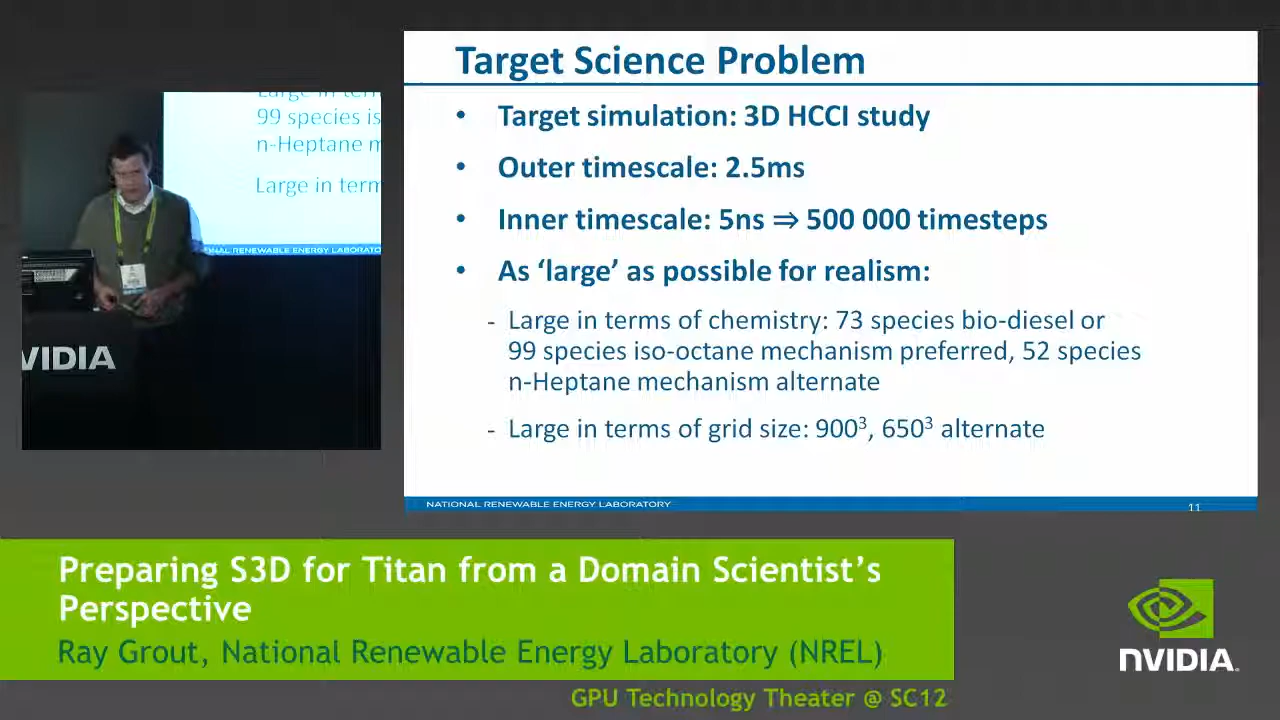 Target Science Problem
• Target simulation: 3D HCCI study
• Outer timescale: 2.5ms
• Inner timescale: 5ns ⇒ 500 000 timesteps
• As ‘large’ as possible for realism:
- Large in terms of chemistry: 73 species bio-diesel or
99 species iso-octane mechanism preferred, 52 species
n-Heptane mechanism alternate
- Large in terms of grid size: 900³, 650³ alternate
NATIONAL RENEWABLE ENERGY LABORATORY
11
Large in term
99 species is
n-Heptane m
Large in term
NAL RENEWABLE ENERGY LABORATO
VIDIA
Preparing S3D for Titan from a Domain Scientist’s
Perspective
Ray Grout, National Renewable Energy Laboratory (NREL)
GPU Technology Theater @ SC12
NVIDIA.